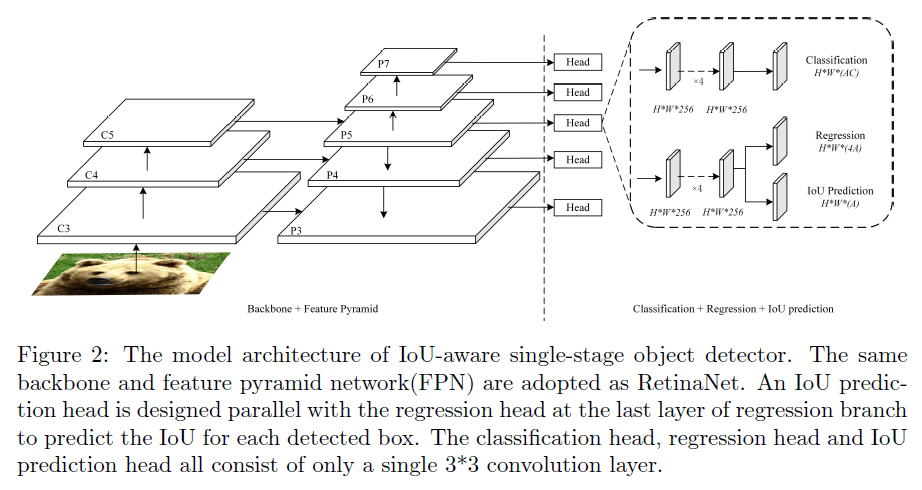 P7
Head
P6
Head
C5
P5
Head
C4
P4
Head
C3
P3
Head
Classification
H*W*(AC)
×4
H*W*256 H*W*256
Regression
H*W*(4A)
×4
IoU Prediction
H*W*(A)
H*W*256 H*W*256
Backbone + Feature Pyramid
Classification + Regression + IoU prediction
Figure 2: The model architecture of IoU-aware single-stage object detector. The same
backbone and feature pyramid network(FPN) are adopted as RetinaNet. An IoU predic-
tion head is designed parallel with the regression head at the last layer of regression branch
to predict the IoU for each detected box. The classification head, regression head and IoU
prediction head all consist of only a single 3*3 convolution layer.